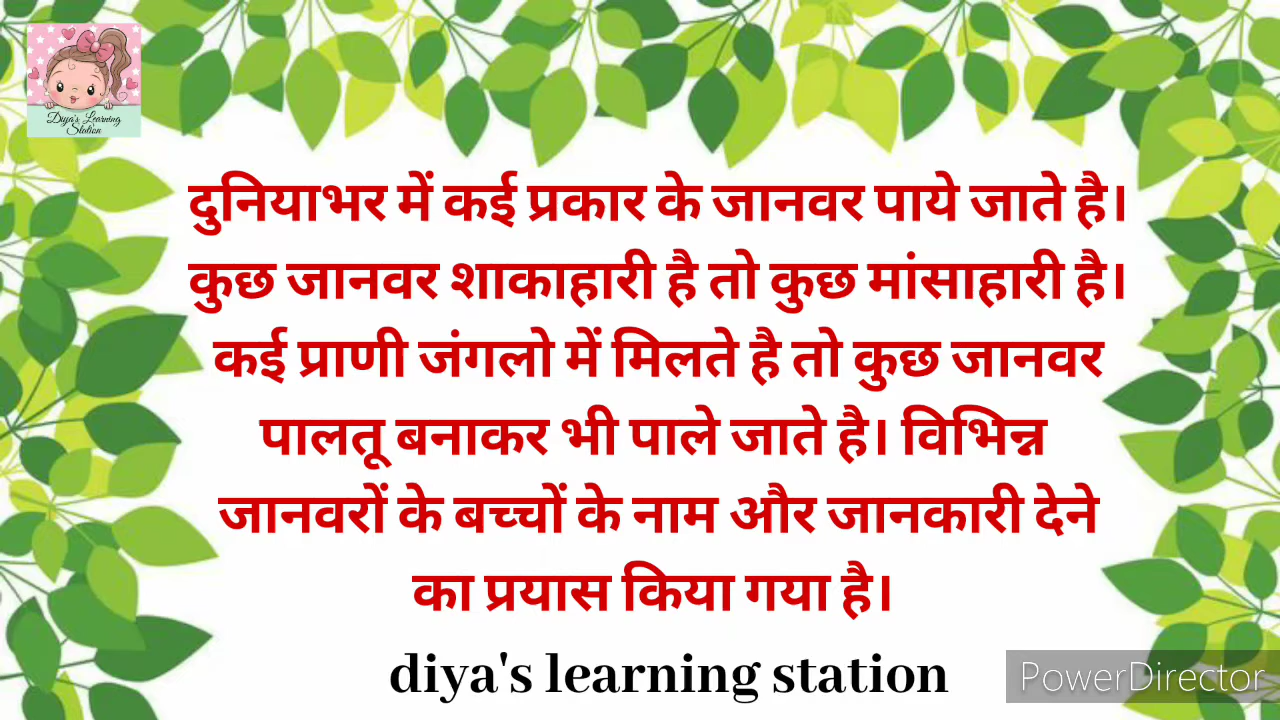 Diya's Learning
Station
दुनियाभर में कई प्रकार के जानवर पाये जाते है।
कुछ जानवर शाकाहारी है तो कुछ मांसाहारी है।
कई प्राणी जंगलो में मिलते है तो कुछ जानवर
पालतू बनाकर भी पाले जाते है। विभिन्न
जानवरों के बच्चों के नाम और जानकारी देने
का प्रयास किया गया है।
diya's learning station
PowerDirector